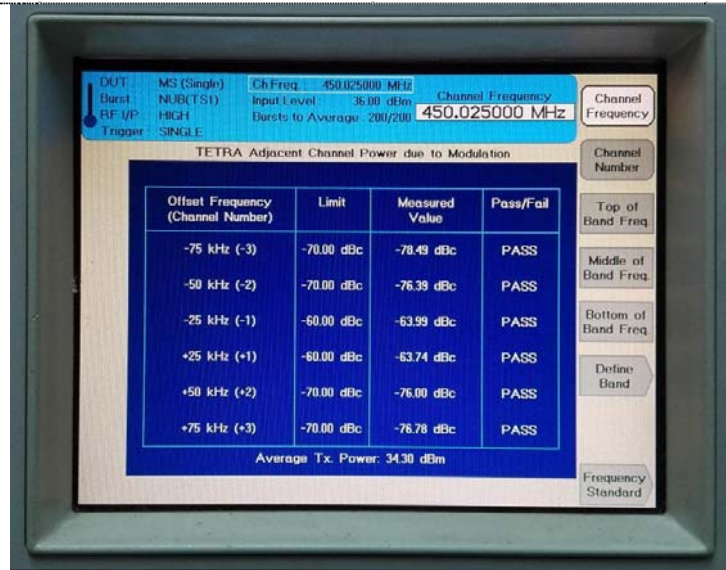 DUT : MS (Single)
Burst : NUB(TS1)
RF I/P : HIGH
Trigger : SINGLE
Ch Freq 450.025000 MHz
Input Level : 36.00 dBm
Bursts to Average : 200/200
Channel Frequency
450.025000 MHz
TETRA Adjacent Channel Power due to Modulation
Offset Frequency (Channel Number) Limit Measured Value Pass/Fail
-75 kHz (-3) -70.00 dBc -78.49 dBc PASS
-50 kHz (-2) -70.00 dBc -76.39 dBc PASS
-25 kHz (-1) -60.00 dBc -63.99 dBc PASS
+25 kHz (+1) -60.00 dBc -63.74 dBc PASS
+50 kHz (+2) -70.00 dBc -76.00 dBc PASS
+75 kHz (+3) -70.00 dBc -76.78 dBc PASS
Average Tx. Power: 34.30 dBm
Channel
Frequency
Channel
Number
Top of
Band Freq.
Middle of
Band Freq.
Bottom of
Band Freq.
Define
Band
Frequency
Standard